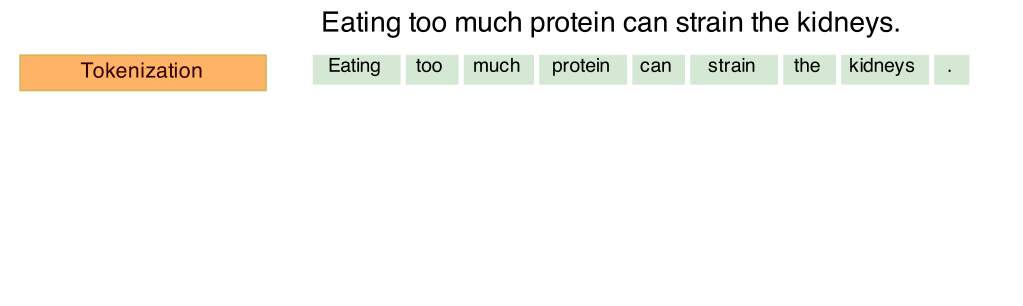 Eating too much protein can strain the kidneys.
Tokenization Eating too much protein can strain the kidneys .